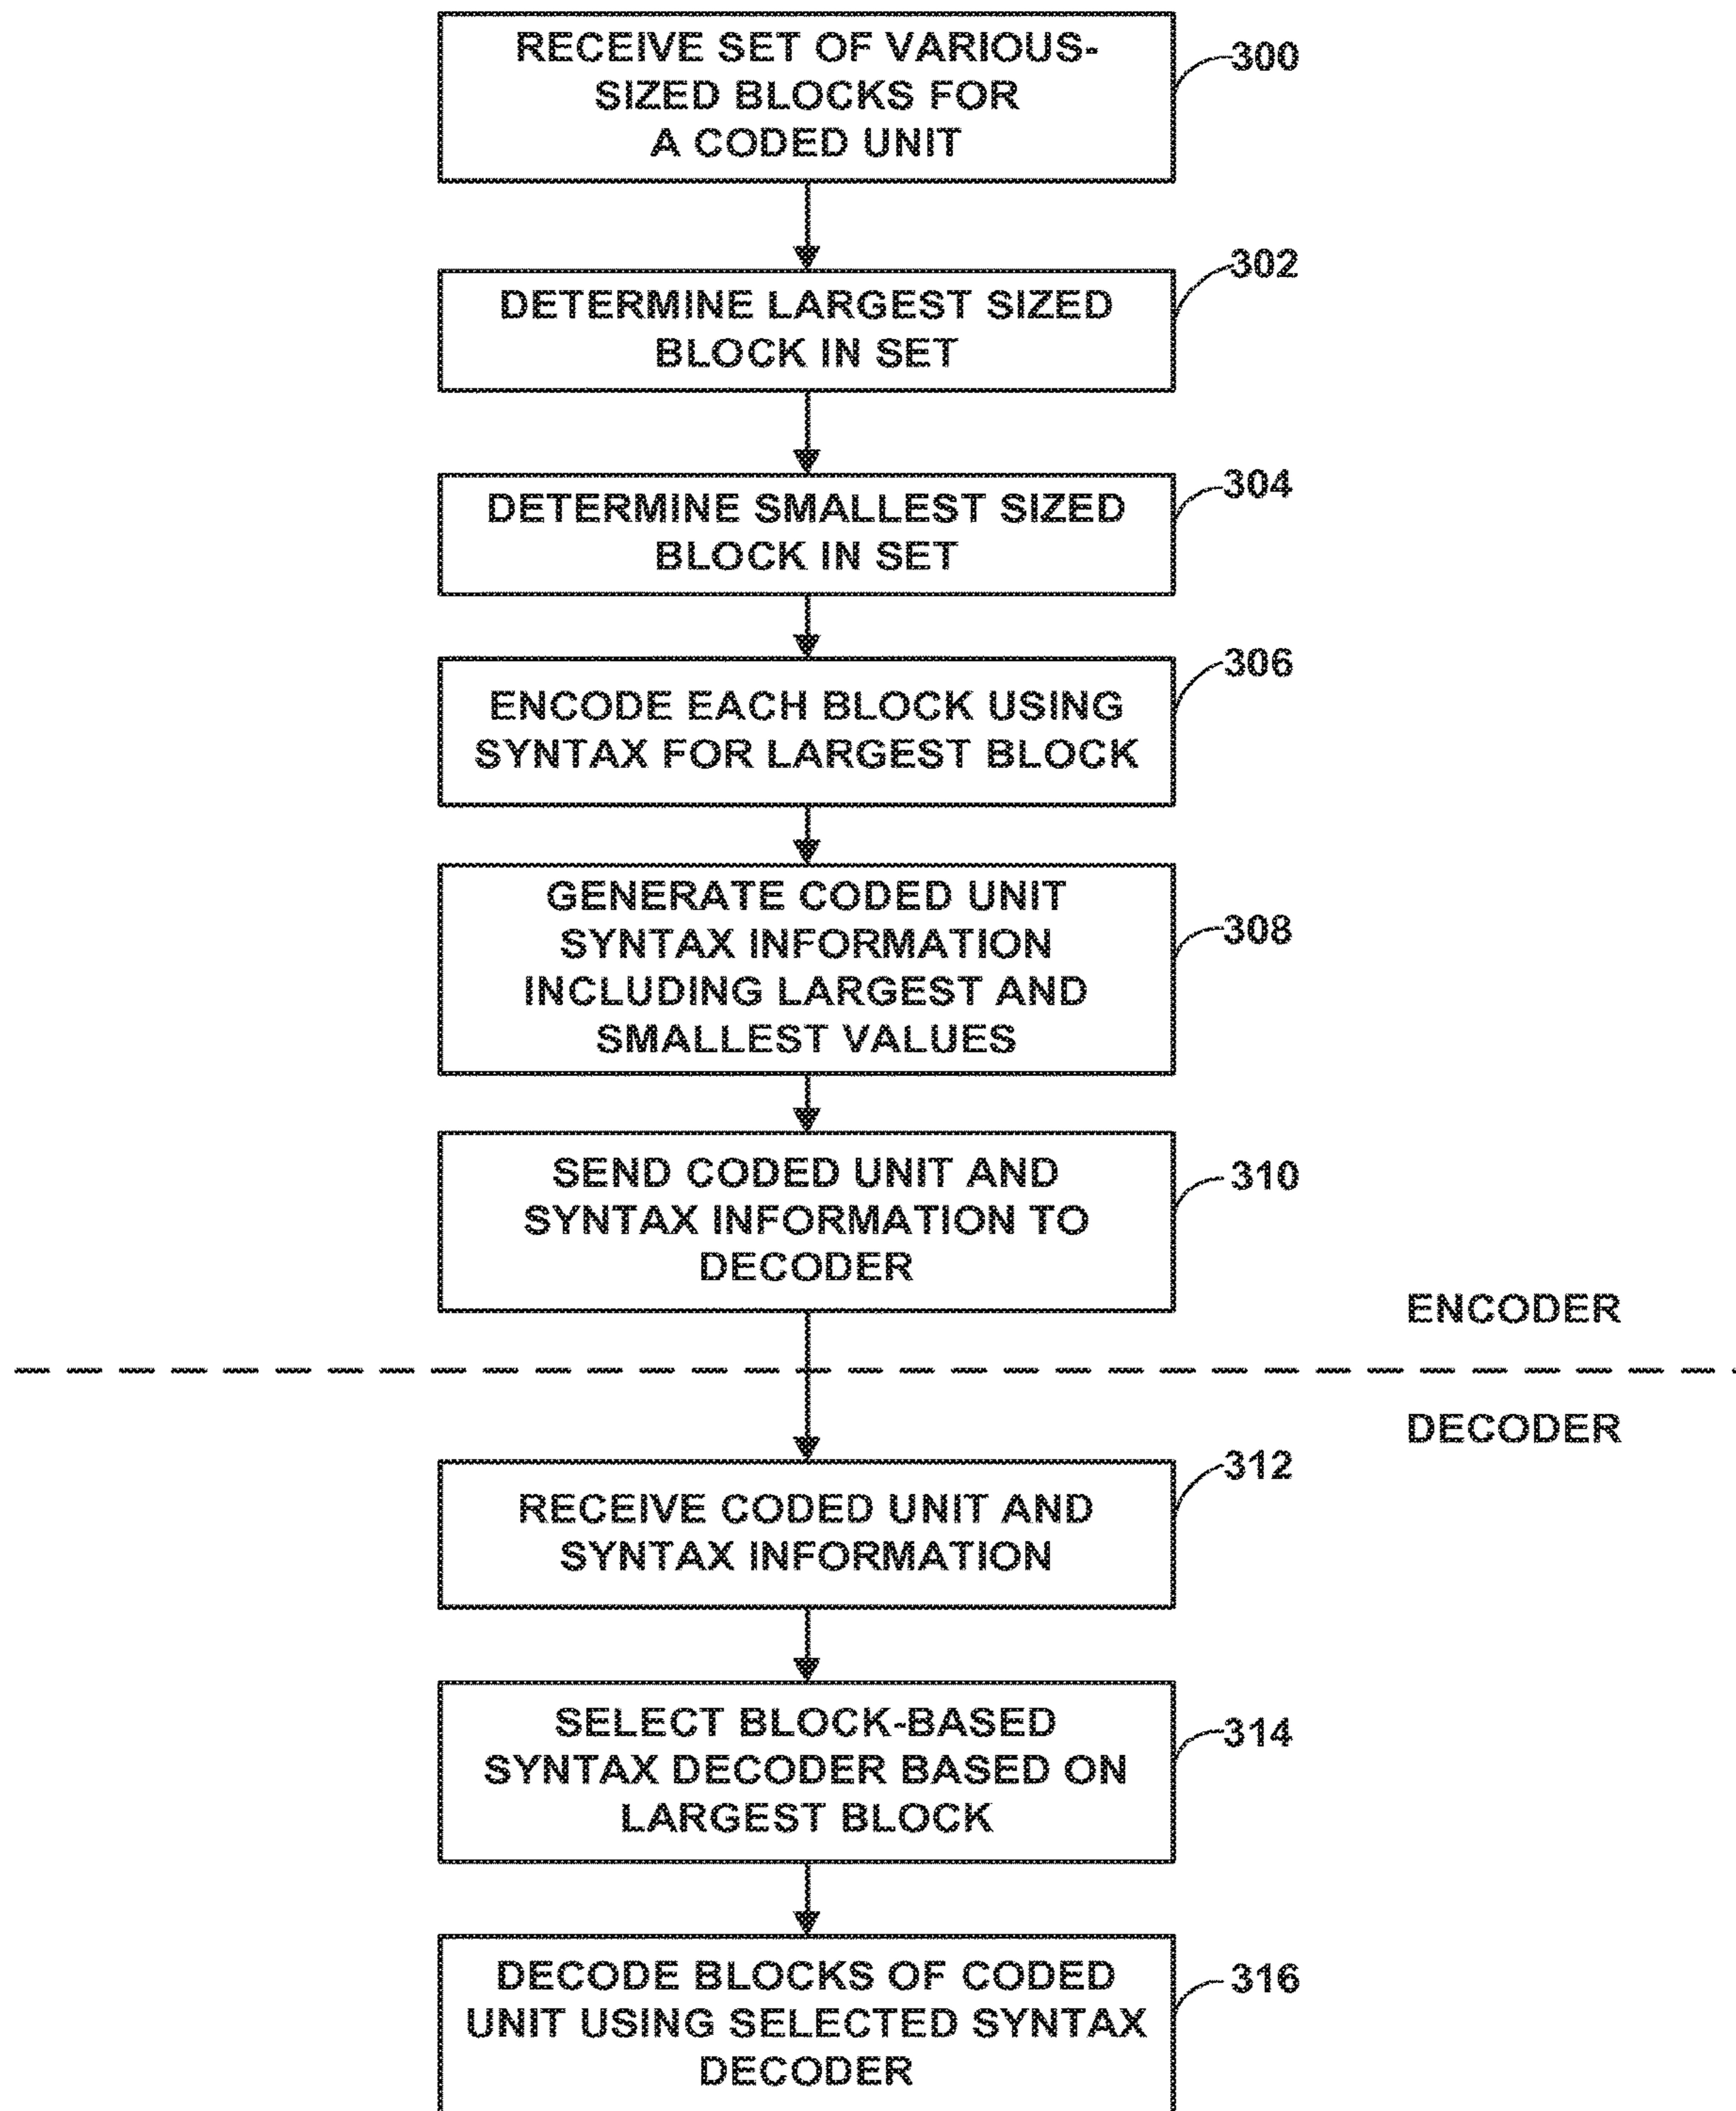 RECEIVE SET OF VARIOUS-
SIZED BLOCKS FOR
A CODED UNIT
300
DETERMINE LARGEST SIZED
BLOCK IN SET
302
DETERMINE SMALLEST SIZED
BLOCK IN SET
304
ENCODE EACH BLOCK USING
SYNTAX FOR LARGEST BLOCK
306
GENERATE CODED UNIT
SYNTAX INFORMATION
INCLUDING LARGEST AND
SMALLEST VALUES
308
SEND CODED UNIT AND
SYNTAX INFORMATION TO
DECODER
310
ENCODER
DECODER
RECEIVE CODED UNIT AND
SYNTAX INFORMATION
312
SELECT BLOCK-BASED
SYNTAX DECODER BASED ON
LARGEST BLOCK
314
DECODE BLOCKS OF CODED
UNIT USING SELECTED SYNTAX
DECODER
316